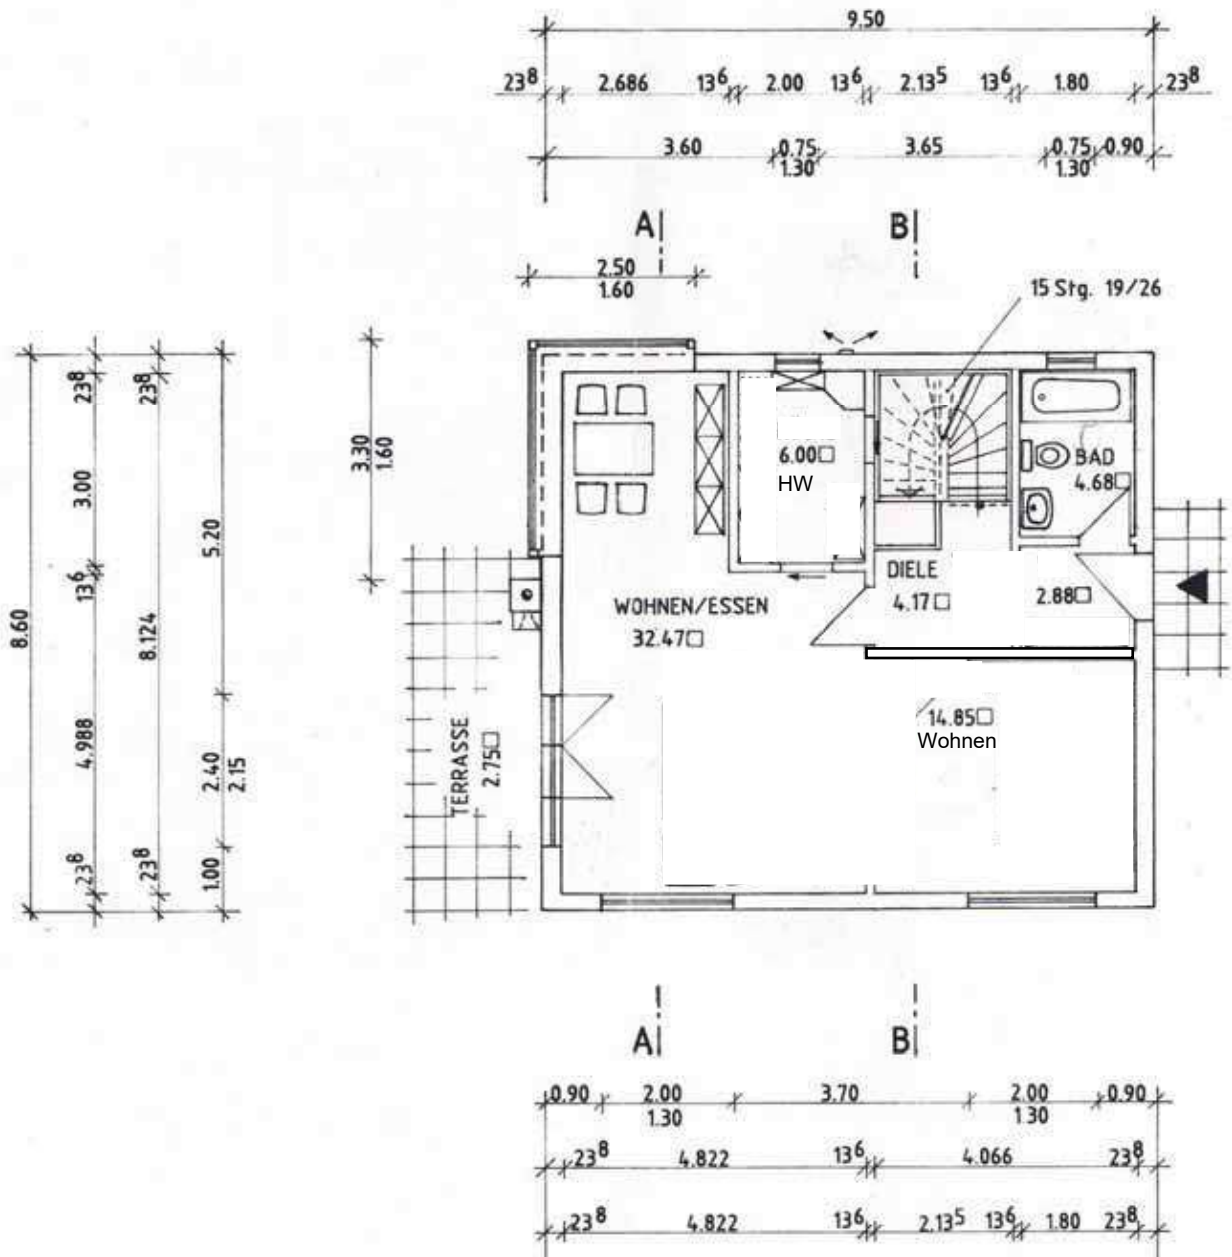 9.50
23⁸ 2.686 13⁶ 2.00 13⁶ 2.13⁵ 13⁶ 1.80 23⁸
3.60 0.75 3.65 0.75 0.90
1.30 1.30
A B
2.50
1.60
15 Stg. 19/26
8.60
23⁸ 3.00 13⁶ 4.988 23⁸
23⁸ 8.124 23⁸
5.20 2.40 1.00
2.15
3.30
1.60
6.00□
HW
BAD
4.68□
DIELE
4.17□
2.88□
WOHNEN/ESSEN
32.47□
14.85□
Wohnen
TERRASSE
2.75□
A B
0.90 2.00 3.70 2.00 0.90
1.30 1.30
23⁸ 4.822 13⁶ 4.066 23⁸
23⁸ 4.822 13⁶ 2.13⁵ 13⁶ 1.80 23⁸